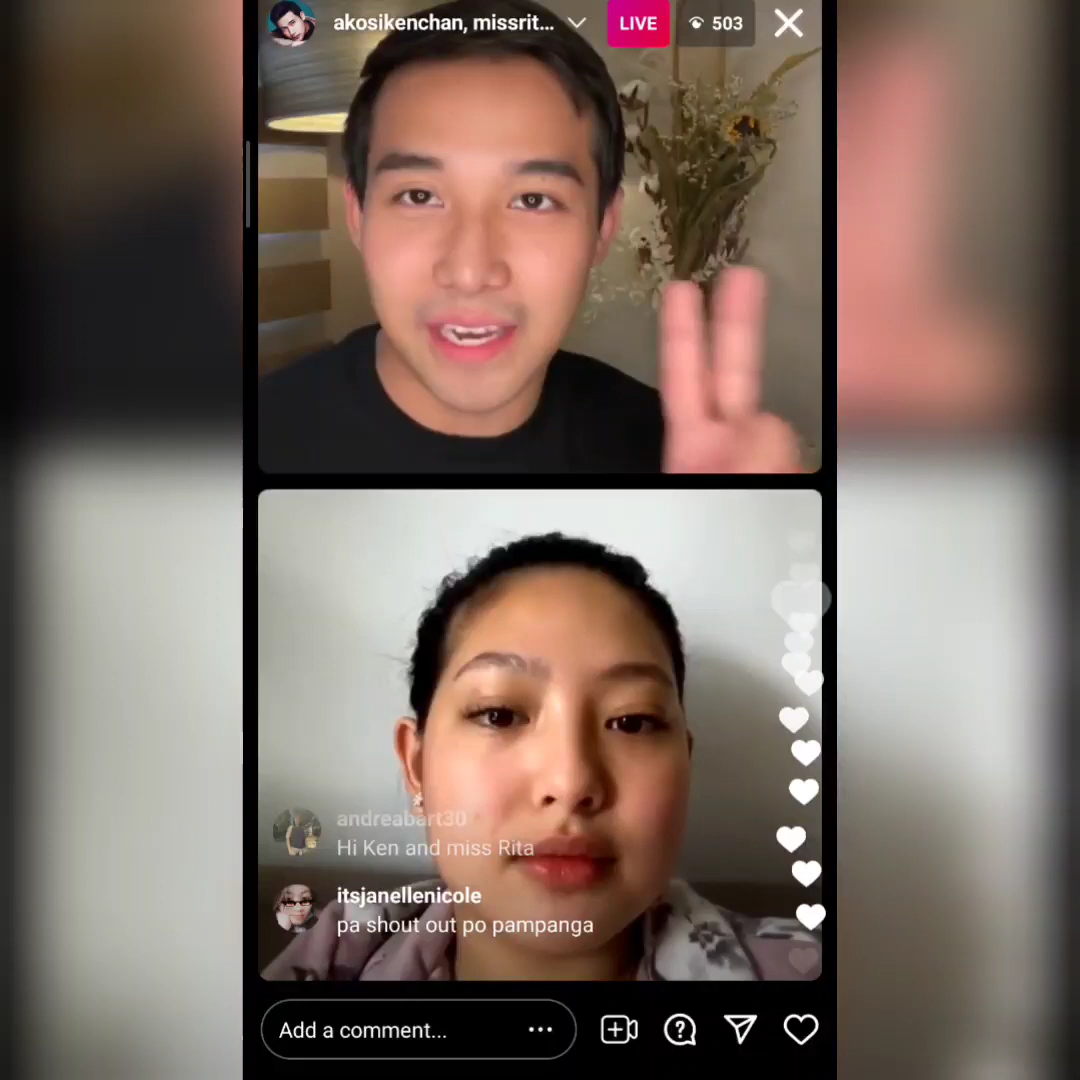 akosikenchan, missrit...
LIVE
503
andreabart30
Hi Ken and miss Rita
itsjanellenicole
pa shout out po pampanga
Add a comment...